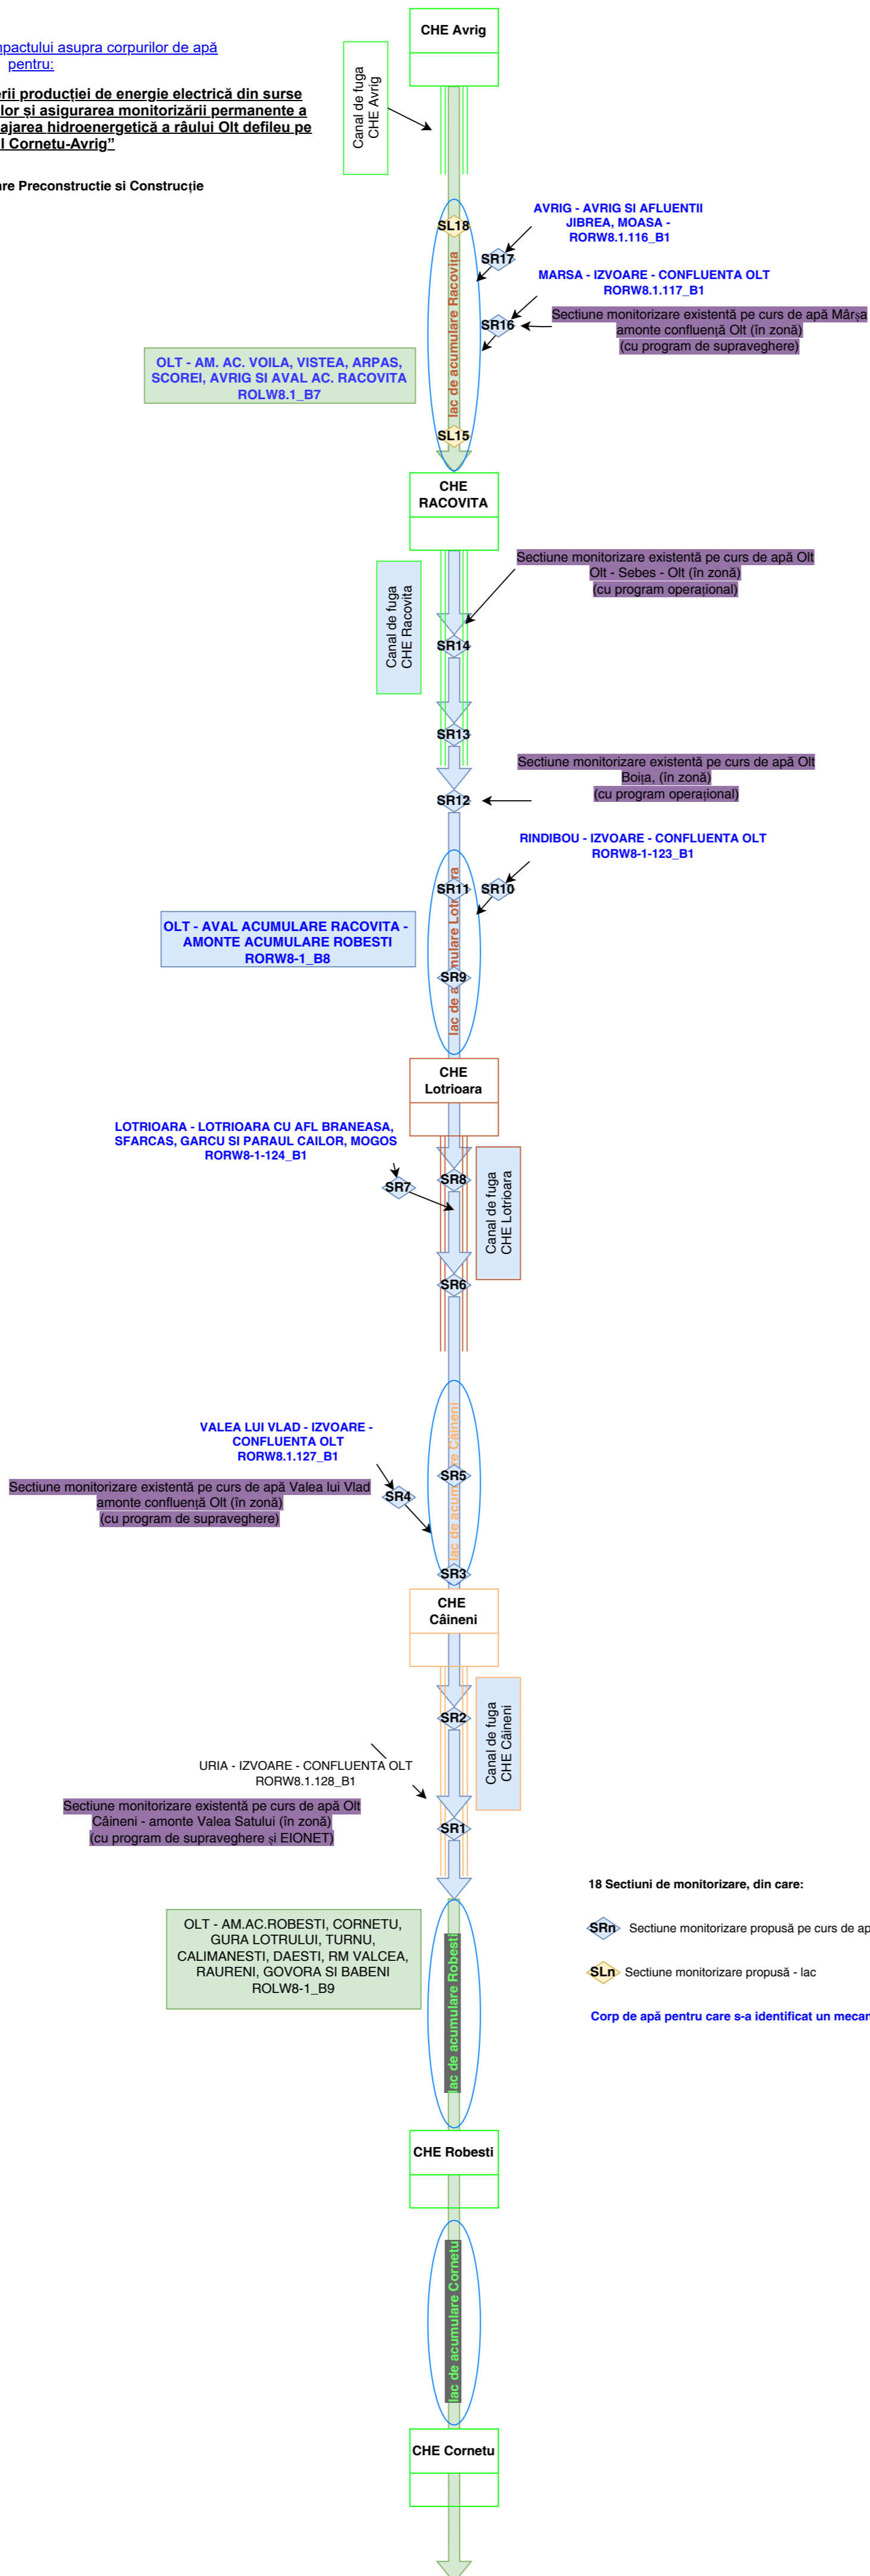 CHE Avrig
npactului asupra corpurilor de apă
pentru:
Canal de fuga
CHE Avrig
erii producției de energie electrică din surse
lor și asigurarea monitorizării permanente a
ajarea hidroenergetică a râului Olt defileu pe
l Cornetu-Avrig”
are Preconstructie si Construcție
SL18
AVRIG - AVRIG SI AFLUENTII
JIBREA, MOASA -
RORW8.1.116_B1
SR17
MARSA - IZVOARE - CONFLUENTA OLT
RORW8.1.117_B1
SR16
Sectiune monitorizare existentă pe curs de apă Mârșa
amonte confluență Olt (în zonă)
(cu program de supraveghere)
lac de acumulare Racovița
OLT - AM. AC. VOILA, VISTEA, ARPAS,
SCOREI, AVRIG SI AVAL AC. RACOVITA
ROLW8.1_B7
SL15
CHE
RACOVITA
Sectiune monitorizare existentă pe curs de apă Olt
Olt - Sebes - Olt (în zonă)
(cu program operațional)
Canal de fuga
CHE Racovita
SR14
SR13
Sectiune monitorizare existentă pe curs de apă Olt
Boița, (în zonă)
(cu program operațional)
SR12
RINDIBOU - IZVOARE - CONFLUENTA OLT
RORW8-1-123_B1
SR11
SR10
OLT - AVAL ACUMULARE RACOVITA -
AMONTE ACUMULARE ROBESTI
RORW8-1_B8
SR9
CHE
Lotrioara
LOTRIOARA - LOTRIOARA CU AFL BRANEASA,
SFARCAS, GARCU SI PARAUL CAILOR, MOGOS
RORW8-1-124_B1
SR7
SR8
Canal de fuga
CHE Lotrioara
SR6
VALEA LUI VLAD - IZVOARE -
CONFLUENTA OLT
RORW8.1.127_B1
SR5
Sectiune monitorizare existentă pe curs de apă Valea lui Vlad
amonte confluență Olt (în zonă)
(cu program de supraveghere)
SR4
SR3
CHE
Câineni
SR2
Canal de fuga
CHE Câineni
URIA - IZVOARE - CONFLUENTA OLT
RORW8.1.128_B1
Sectiune monitorizare existentă pe curs de apă Olt
Câineni - amonte Valea Satului (în zonă)
(cu program de supraveghere și EIONET)
SR1
18 Sectiuni de monitorizare, din care:
SRn Sectiune monitorizare propusă pe curs de ap
SLn Sectiune monitorizare propusă - lac
Corp de apă pentru care s-a identificat un mecan
OLT - AM.AC.ROBESTI, CORNETU,
GURA LOTRULUI, TURNU,
CALIMANESTI, DAESTI, RM VALCEA,
RAURENI, GOVORA SI BABENI
ROLW8-1_B9
lac de acumulare Robesti
CHE Robesti
lac de acumulare Cornetu
CHE Cornetu